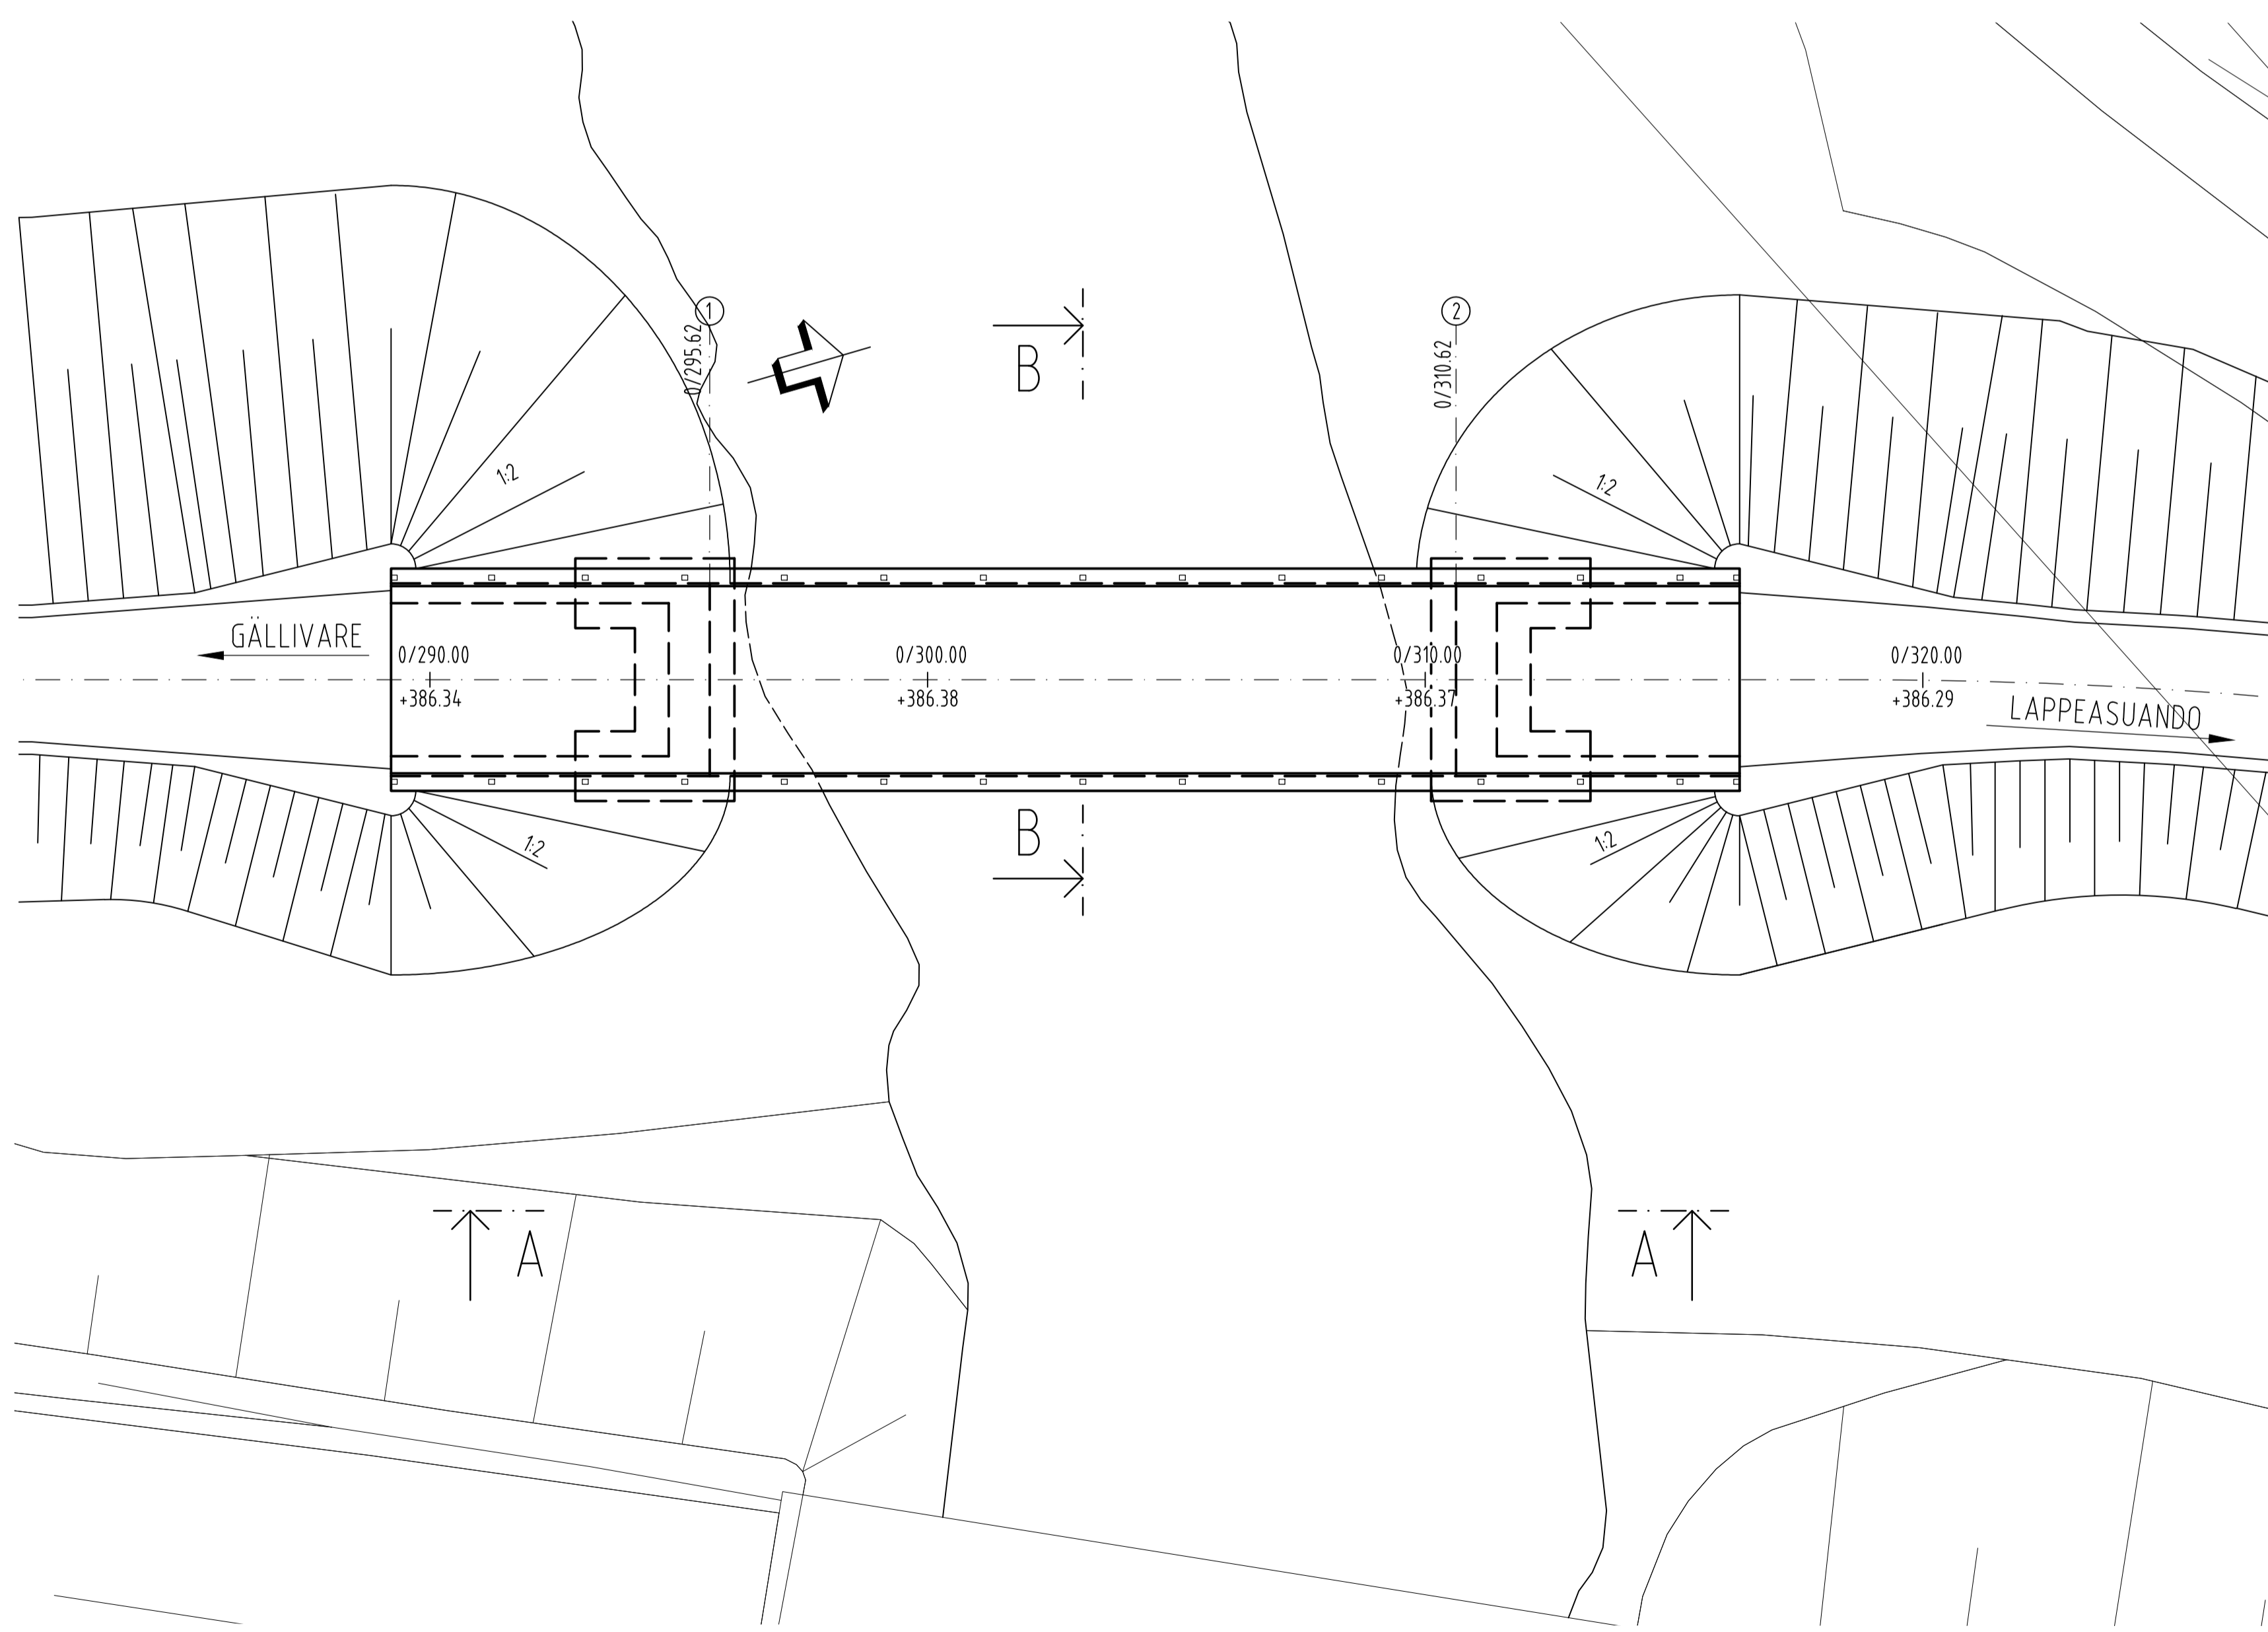 1
0/295.62
B
2
0/310.62
1:2
1:2
GÄLLIVARE
0/290.00
+386.34
0/300.00
+386.38
0/310.00
+386.37
0/320.00
+386.29
LAPPEASUANDO
1:2
B
1:2
A
A